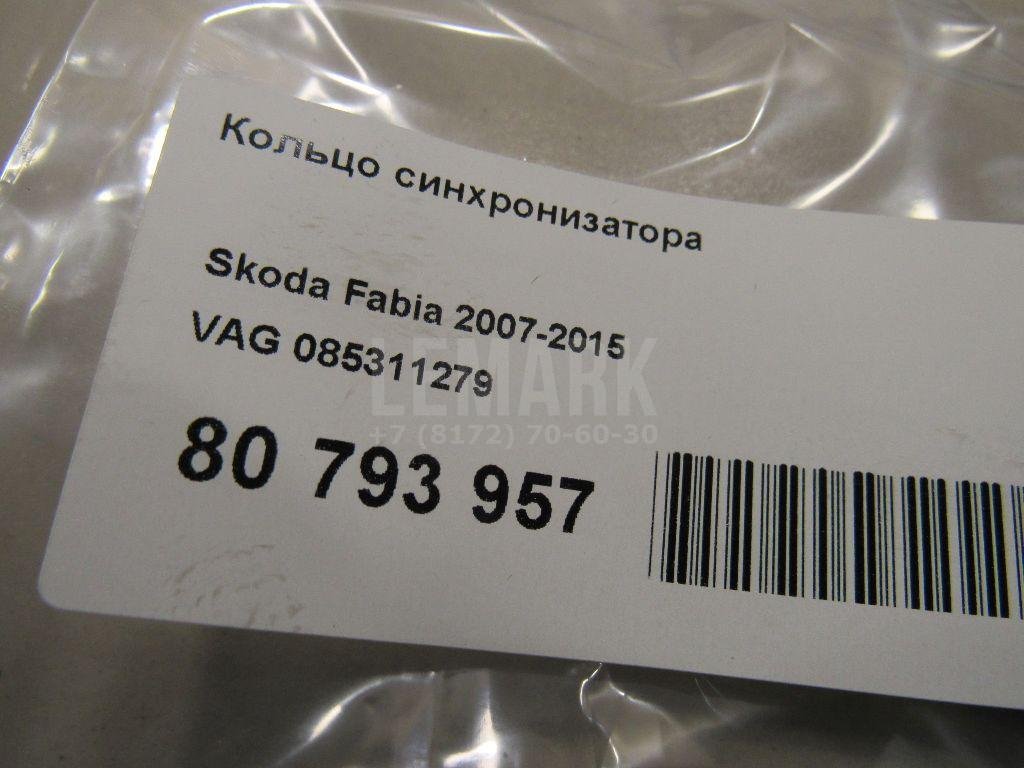 Кольцо синхронизатора
Skoda Fabia 2007-2015
VAG 085311279
LEMARK
+7 (8172) 70-60-30
80 793 957